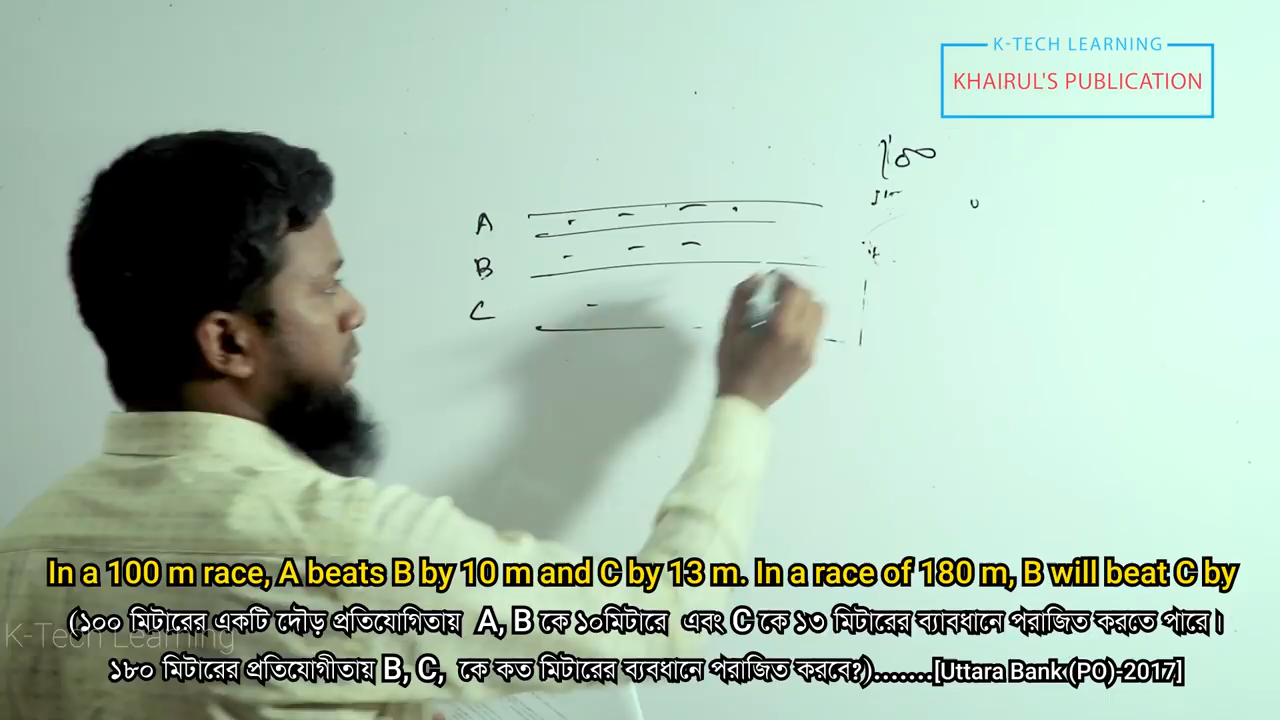 K-TECH LEARNING
KHAIRUL'S PUBLICATION
100
A
B
C
In a 100 m race, A beats B by 10 m and C by 13 m. In a race of 180 m, B will beat C by
(১০০ মিটারের একটি দৌড় প্রতিযোগিতায় A, B কে ১০মিটারে এবং C কে ১৩ মিটারের ব্যাবধানে পরাজিত করতে পারে।
K-Tech Learning
১৮০ মিটারের প্রতিযোগীতায় B, C, কে কত মিটারের ব্যবধানে পরাজিত করবে?).......[Uttara Bank (PO)-2017]